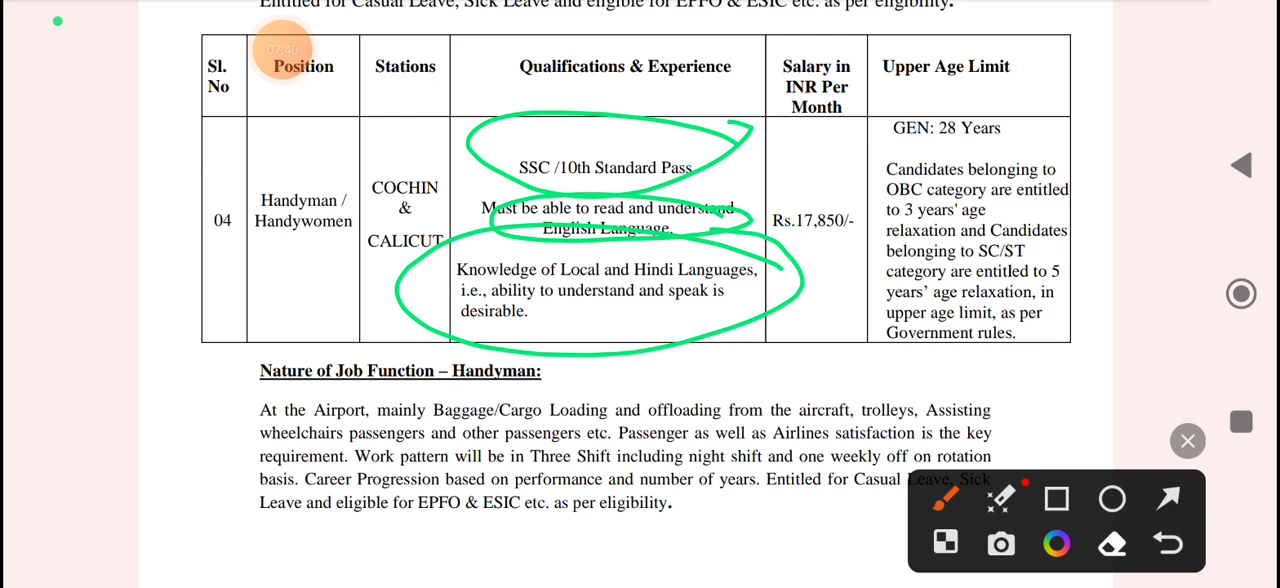 Entitled for Casual Leave, Sick Leave and eligible for EPFO & ESIC etc. as per eligibility.
07:40
Sl. No
Position
Stations
Qualifications & Experience
Salary in INR Per Month
Upper Age Limit
04
Handyman /
Handywomen
COCHIN
&
CALICUT
SSC /10th Standard Pass
Must be able to read and understand
English Language.
Knowledge of Local and Hindi Languages,
i.e., ability to understand and speak is
desirable.
Rs.17,850/-
GEN: 28 Years
Candidates belonging to
OBC category are entitled
to 3 years' age
relaxation and Candidates
belonging to SC/ST
category are entitled to 5
years’ age relaxation, in
upper age limit, as per
Government rules.
Nature of Job Function – Handyman:
At the Airport, mainly Baggage/Cargo Loading and offloading from the aircraft, trolleys, Assisting
wheelchairs passengers and other passengers etc. Passenger as well as Airlines satisfaction is the key
requirement. Work pattern will be in Three Shift including night shift and one weekly off on rotation
basis. Career Progression based on performance and number of years. Entitled for Casual Leave, Sick
Leave and eligible for EPFO & ESIC etc. as per eligibility.